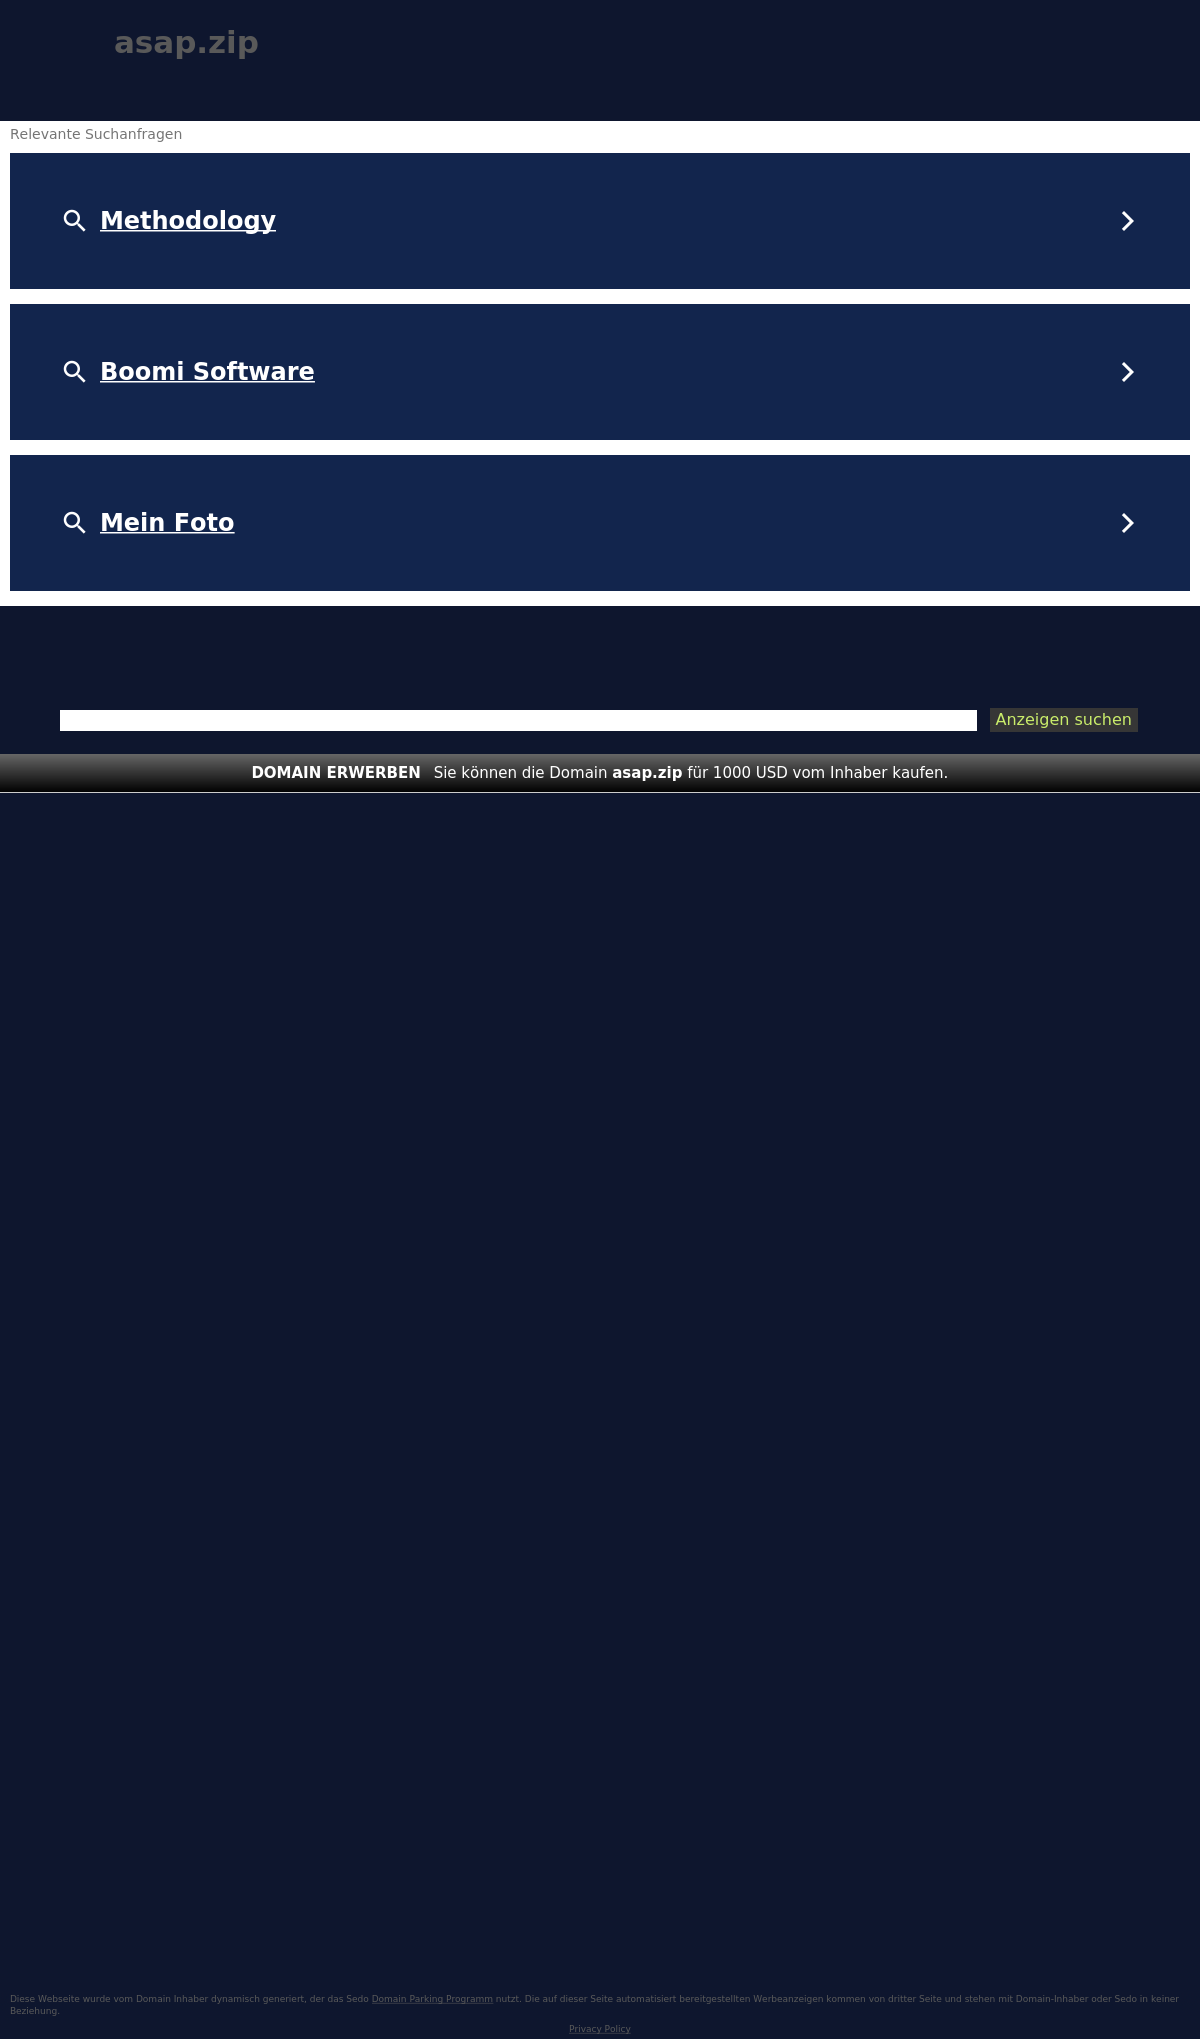 asap.zip
Relevante Suchanfragen
Methodology
Boomi Software
Mein Foto
Anzeigen suchen
DOMAIN ERWERBEN Sie können die Domain asap.zip für 1000 USD vom Inhaber kaufen.
Diese Webseite wurde vom Domain Inhaber dynamisch generiert, der das Sedo Domain Parking Programm nutzt. Die auf dieser Seite automatisiert bereitgestellten Werbeanzeigen kommen von dritter Seite und stehen mit Domain-Inhaber oder Sedo in keiner
Beziehung.
Privacy Policy